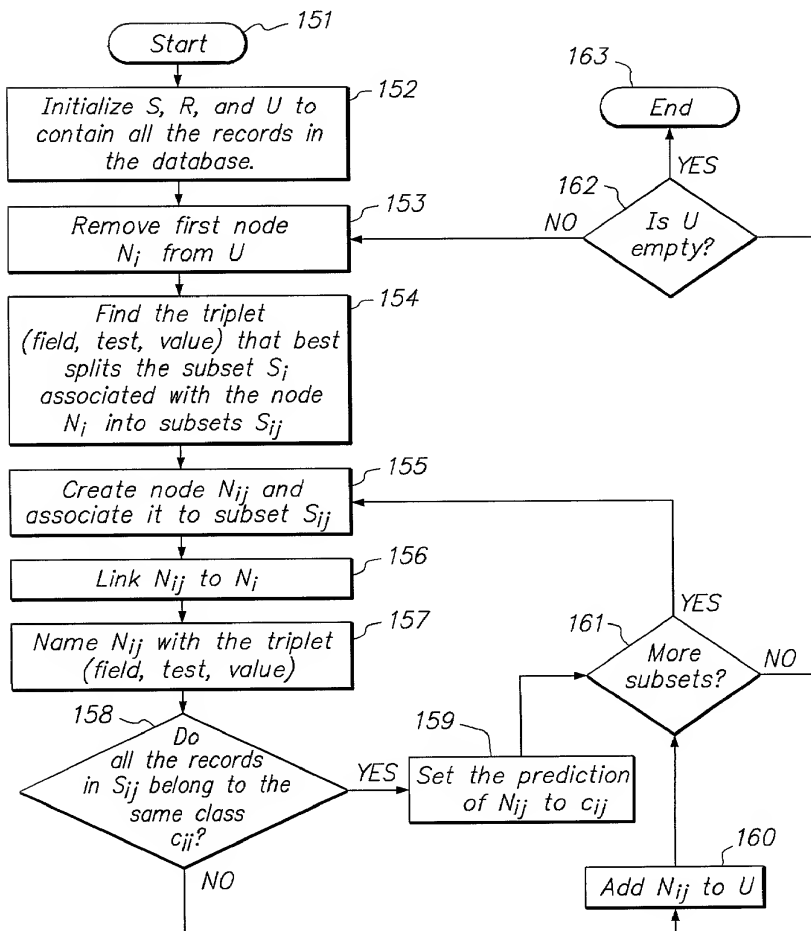 151
Start
152
Initialize S, R, and U to
contain all the records in
the database.
153
Remove first node
Ni from U
154
Find the triplet
(field, test, value) that best
splits the subset Si
associated with the node
Ni into subsets Sij
155
Create node Nij and
associate it to subset Sij
156
Link Nij to Ni
157
Name Nij with the triplet
(field, test, value)
158
Do
all the records
in Sij belong to the
same class
cii?
YES
NO
159
Set the prediction
of Nij to cij
160
Add Nij to U
161
More
subsets?
YES
NO
162
Is U
empty?
YES
NO
163
End